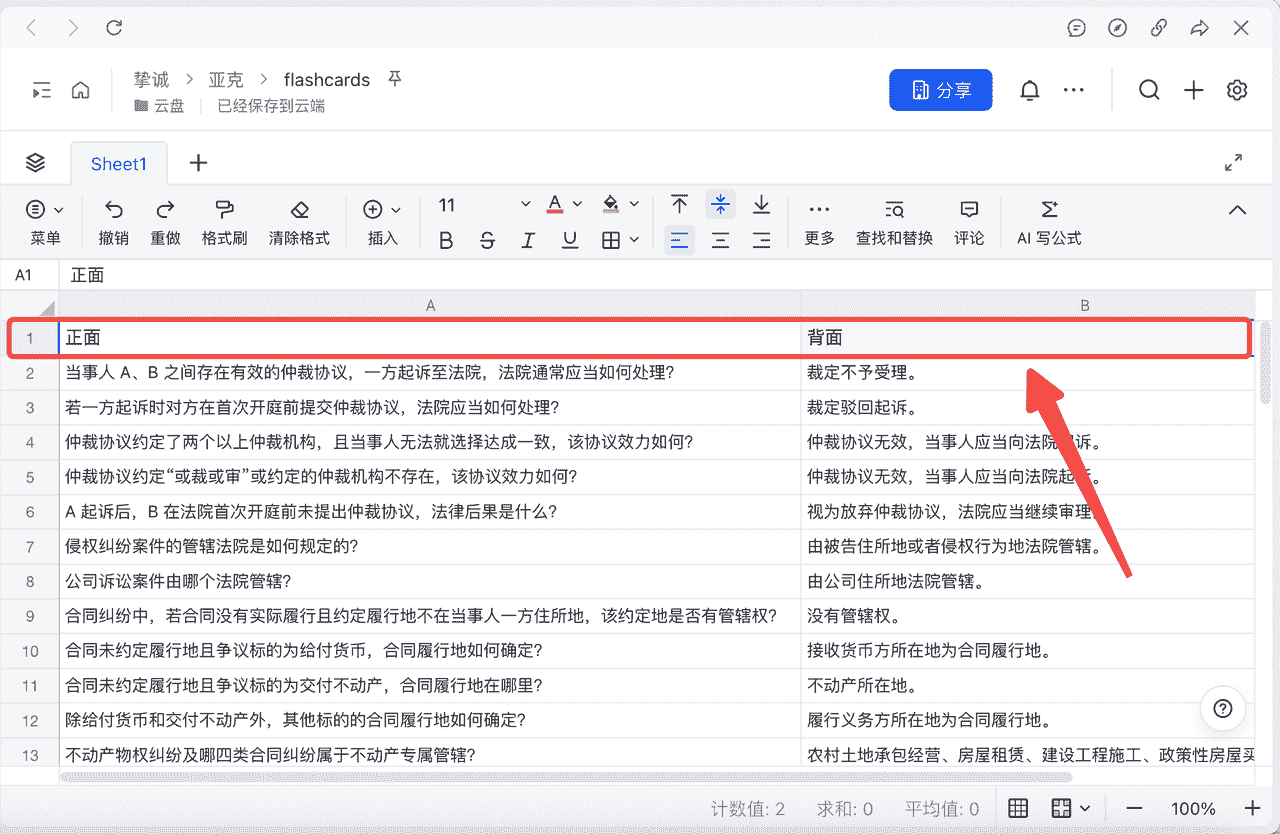 挚诚 > 亚克 > flashcards
云盘 | 已经保存到云端
分享
Sheet1
11
菜单 撤销 重做 格式刷 清除格式 插入 更多 查找和替换 评论 AI 写公式
A1 正面
A B
1 正面 背面
2 当事人 A、B 之间存在有效的仲裁协议，一方起诉至法院，法院通常应当如何处理? 裁定不予受理。
3 若一方起诉时对方在首次开庭前提交仲裁协议，法院应当如何处理? 裁定驳回起诉。
4 仲裁协议约定了两个以上仲裁机构，且当事人无法就选择达成一致，该协议效力如何? 仲裁协议无效，当事人应当向法院起诉。
5 仲裁协议约定“或裁或审”或约定的仲裁机构不存在，该协议效力如何? 仲裁协议无效，当事人应当向法院起诉。
6 A 起诉后，B 在法院首次开庭前未提出仲裁协议，法律后果是什么? 视为放弃仲裁协议，法院应当继续审理。
7 侵权纠纷案件的管辖法院是如何规定的? 由被告住所地或者侵权行为地法院管辖。
8 公司诉讼案件由哪个法院管辖? 由公司住所地法院管辖。
9 合同纠纷中，若合同没有实际履行且约定履行地不在当事人一方住所地，该约定地是否有管辖权? 没有管辖权。
10 合同未约定履行地且争议标的为给付货币，合同履行地如何确定? 接收货币方所在地为合同履行地。
11 合同未约定履行地且争议标的为交付不动产，合同履行地在哪里? 不动产所在地。
12 除给付货币和交付不动产外，其他标的的合同履行地如何确定? 履行义务方所在地为合同履行地。
13 不动产物权纠纷及哪四类合同纠纷属于不动产专属管辖? 农村土地承包经营、房屋租赁、建设工程施工、政策性房屋买
计数值: 2 求和: 0 平均值: 0 100%